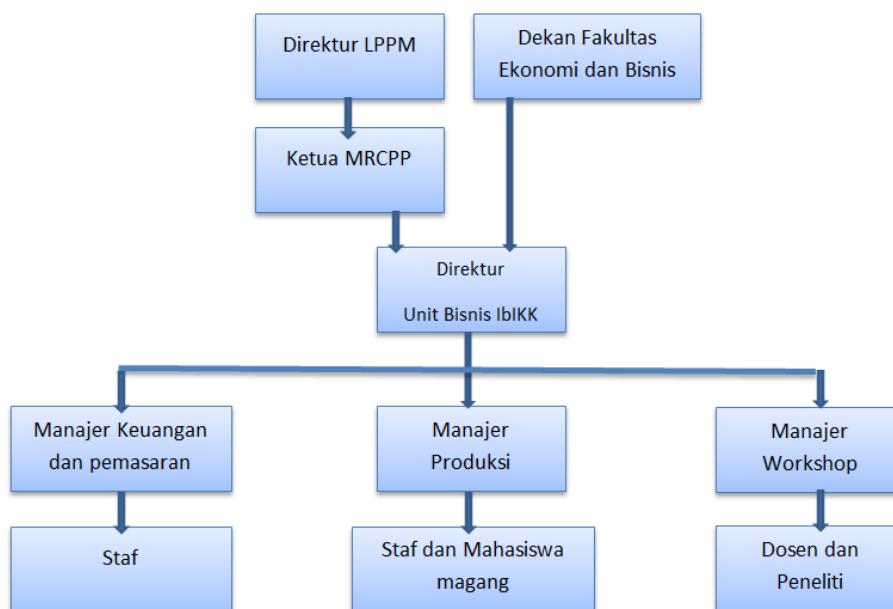 Direktur LPPM
Dekan Fakultas
Ekonomi dan Bisnis
Ketua MRCPP
Direktur
Unit Bisnis IbIKK
Manajer Keuangan
dan pemasaran
Manajer
Produksi
Manajer
Workshop
Staf
Staf dan Mahasiswa
magang
Dosen dan
Peneliti